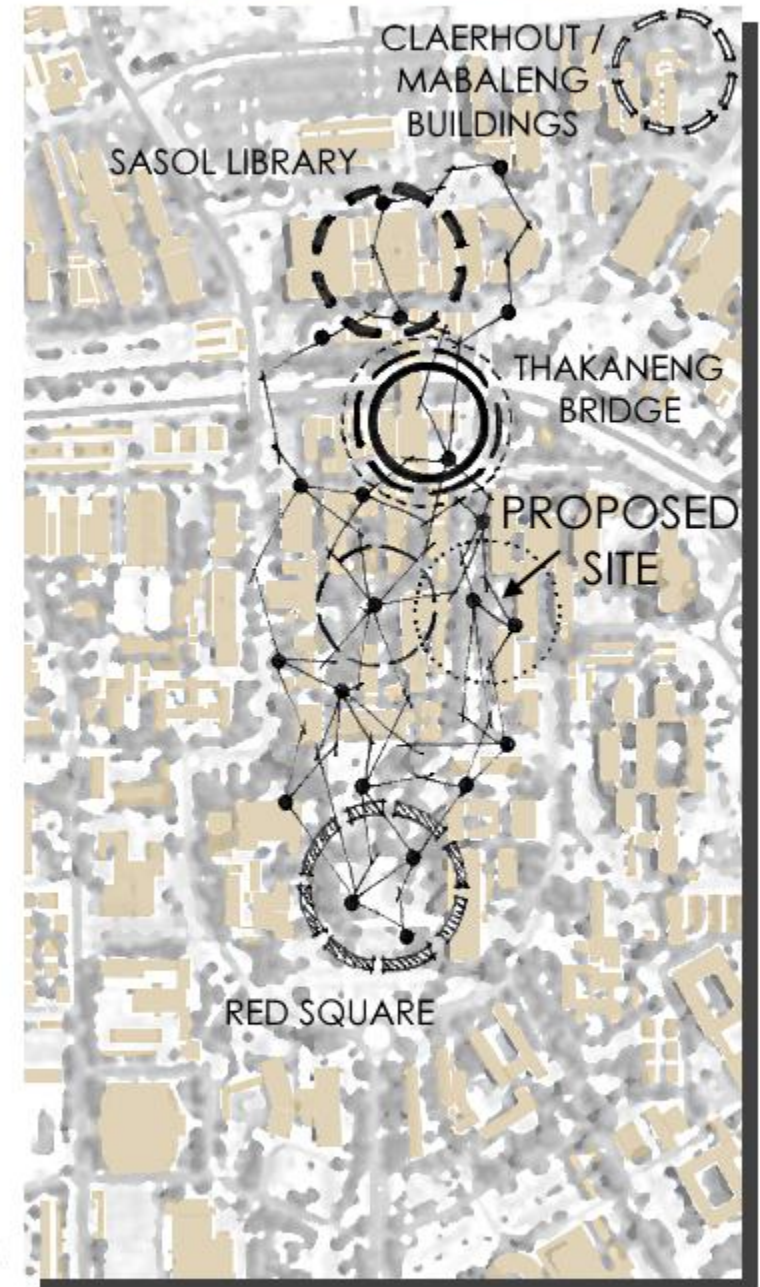 CLAERHOUT /
MABALENG
BUILDINGS
SASOL LIBRARY
THAKANENG
BRIDGE
PROPOSED
SITE
RED SQUARE